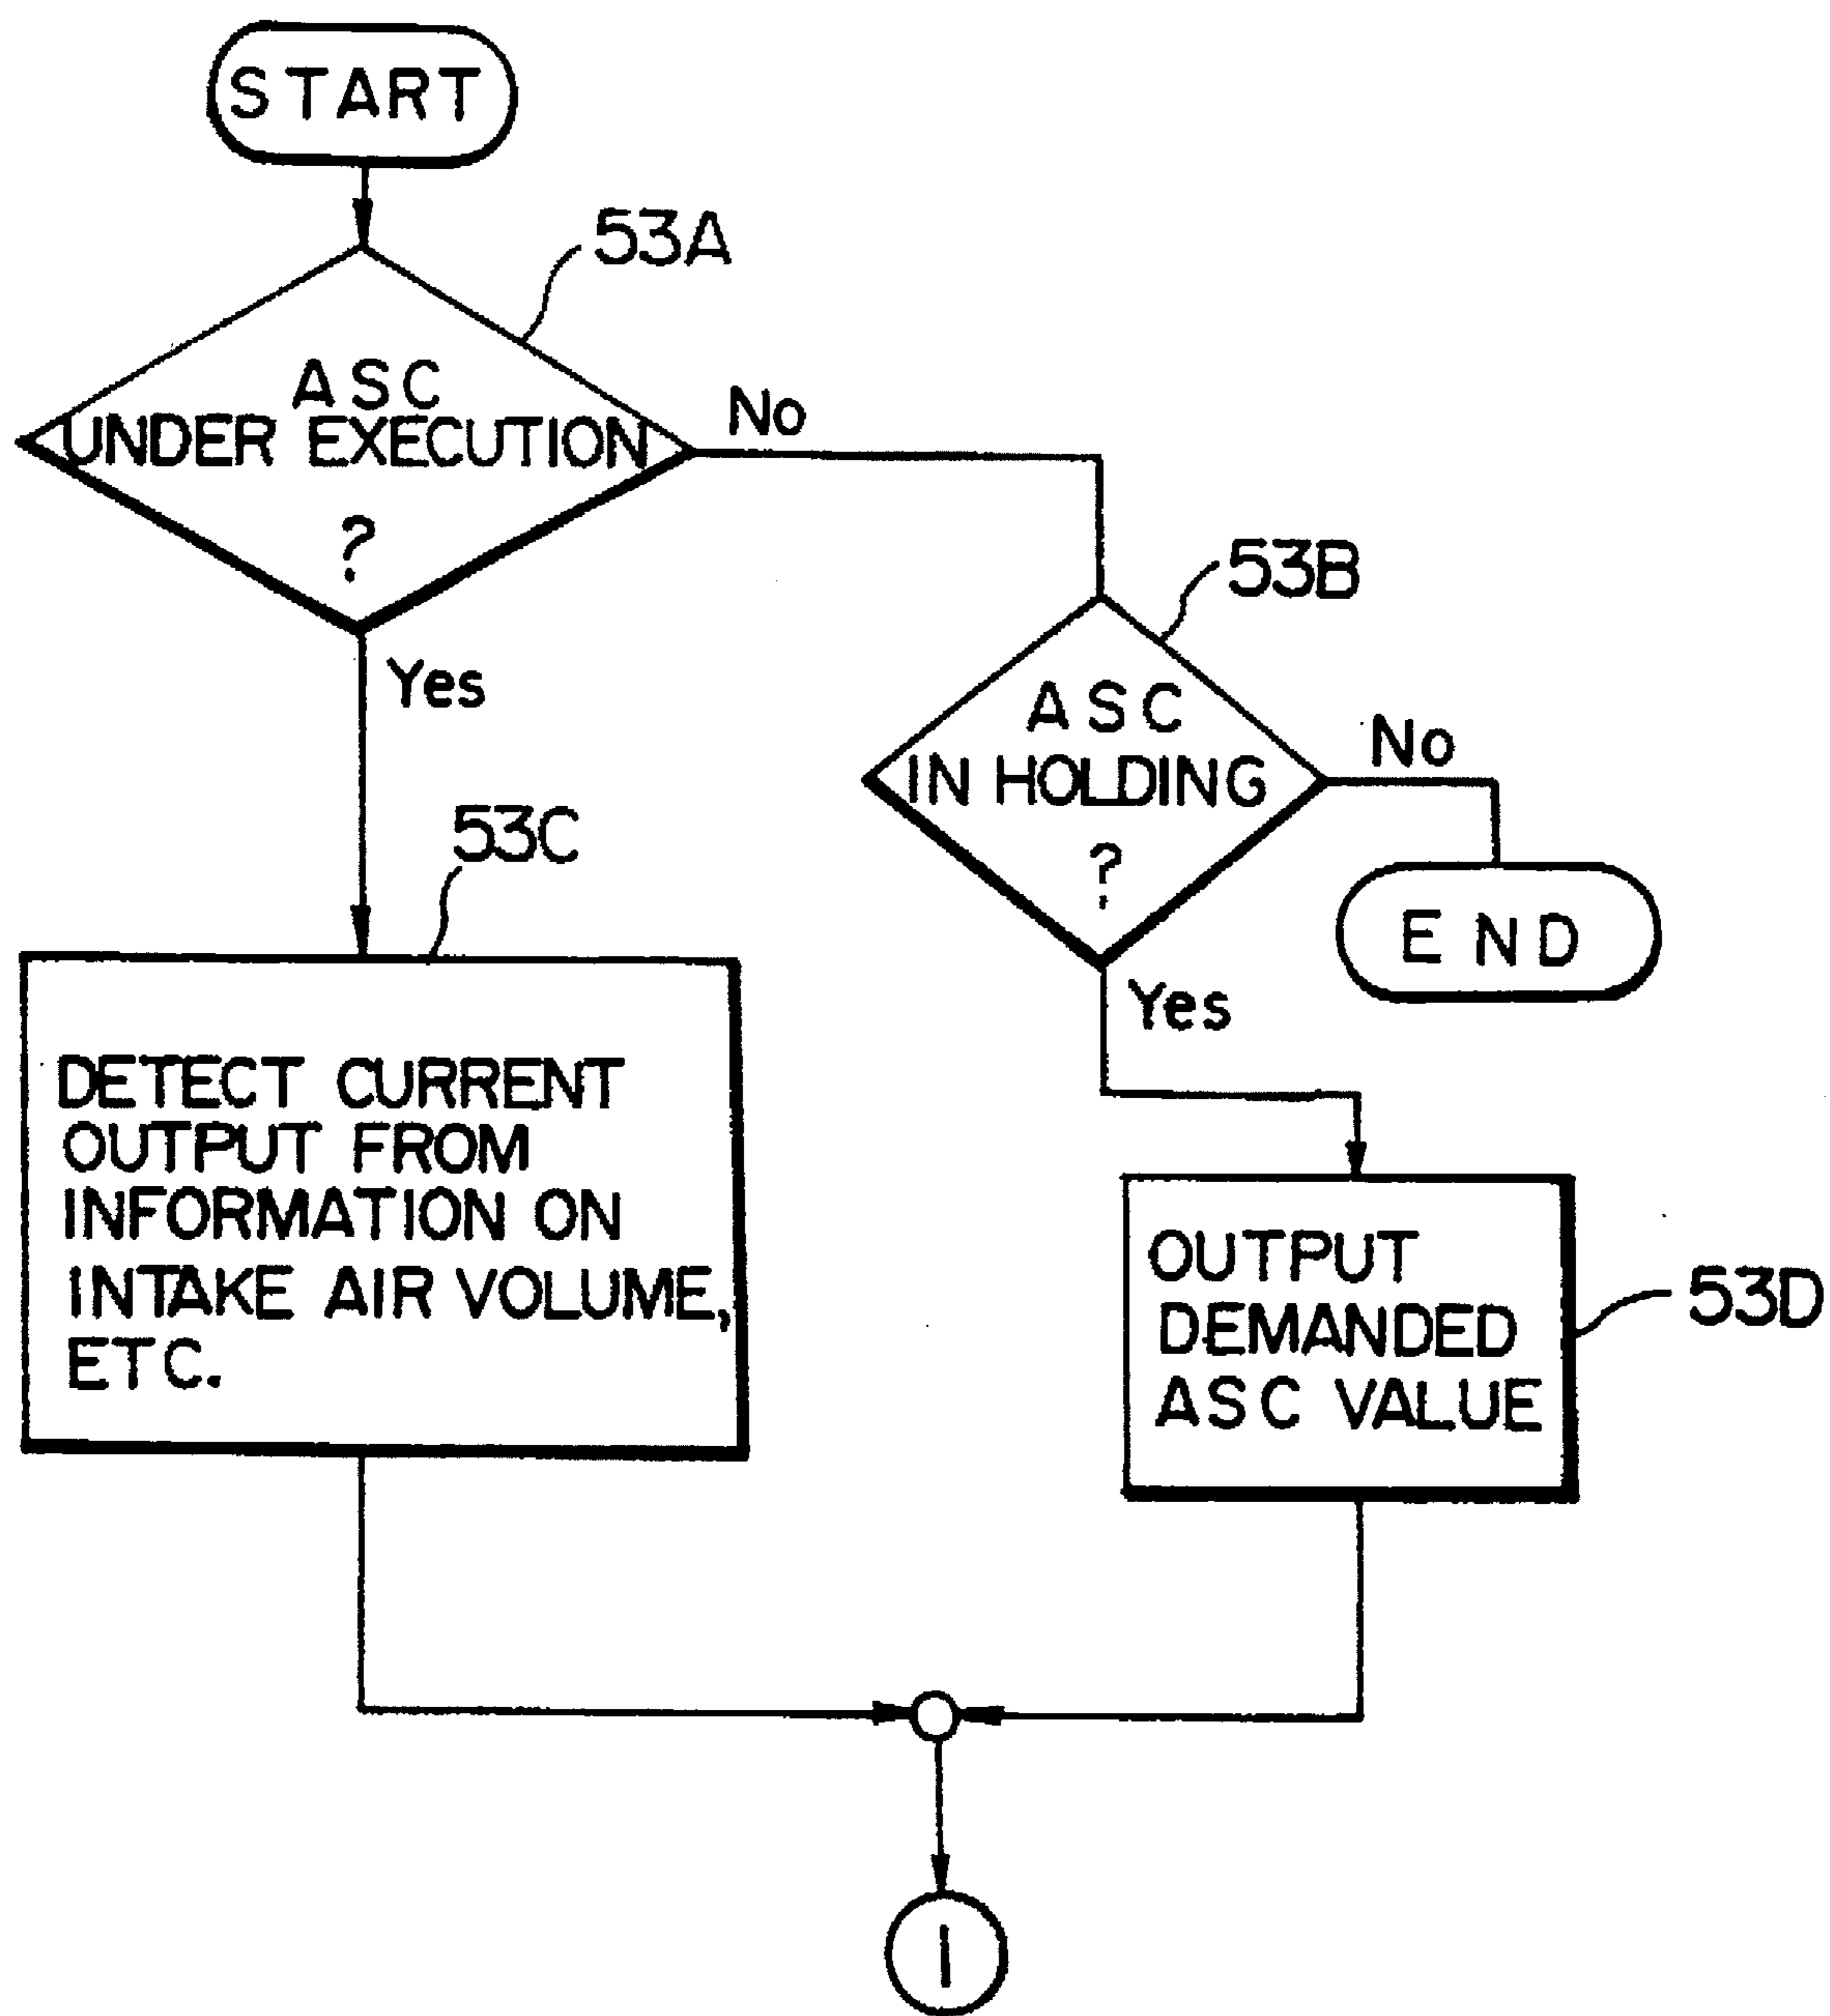 START
53A
ASC
UNDER EXECUTION
?
No
Yes
53B
ASC
IN HOLDING
?
No
END
Yes
53C
DETECT CURRENT
OUTPUT FROM
INFORMATION ON
INTAKE AIR VOLUME,
ETC.
OUTPUT
DEMANDED
ASC VALUE
53D
1